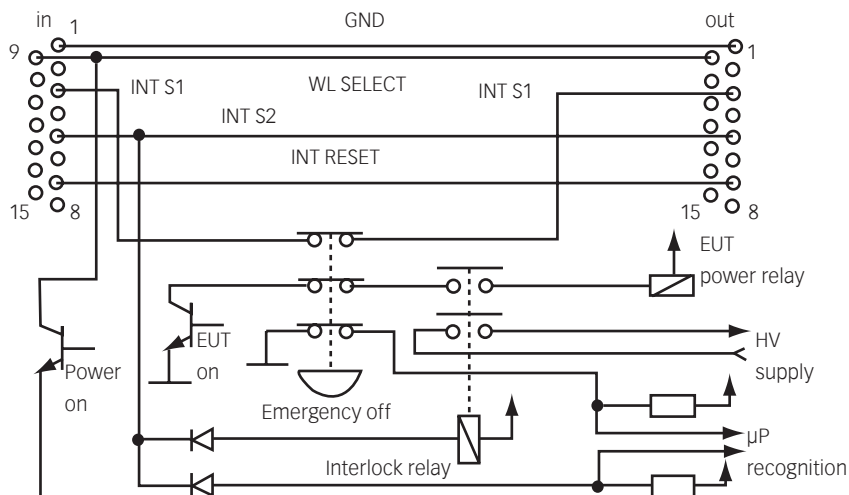 in 1 GND out
9 1
INT S1 WL SELECT INT S1
INT S2
INT RESET
15 8 15 8
EUT
power relay
EUT
on
HV
supply
Power
on
Emergency off
µP
recognition
Interlock relay